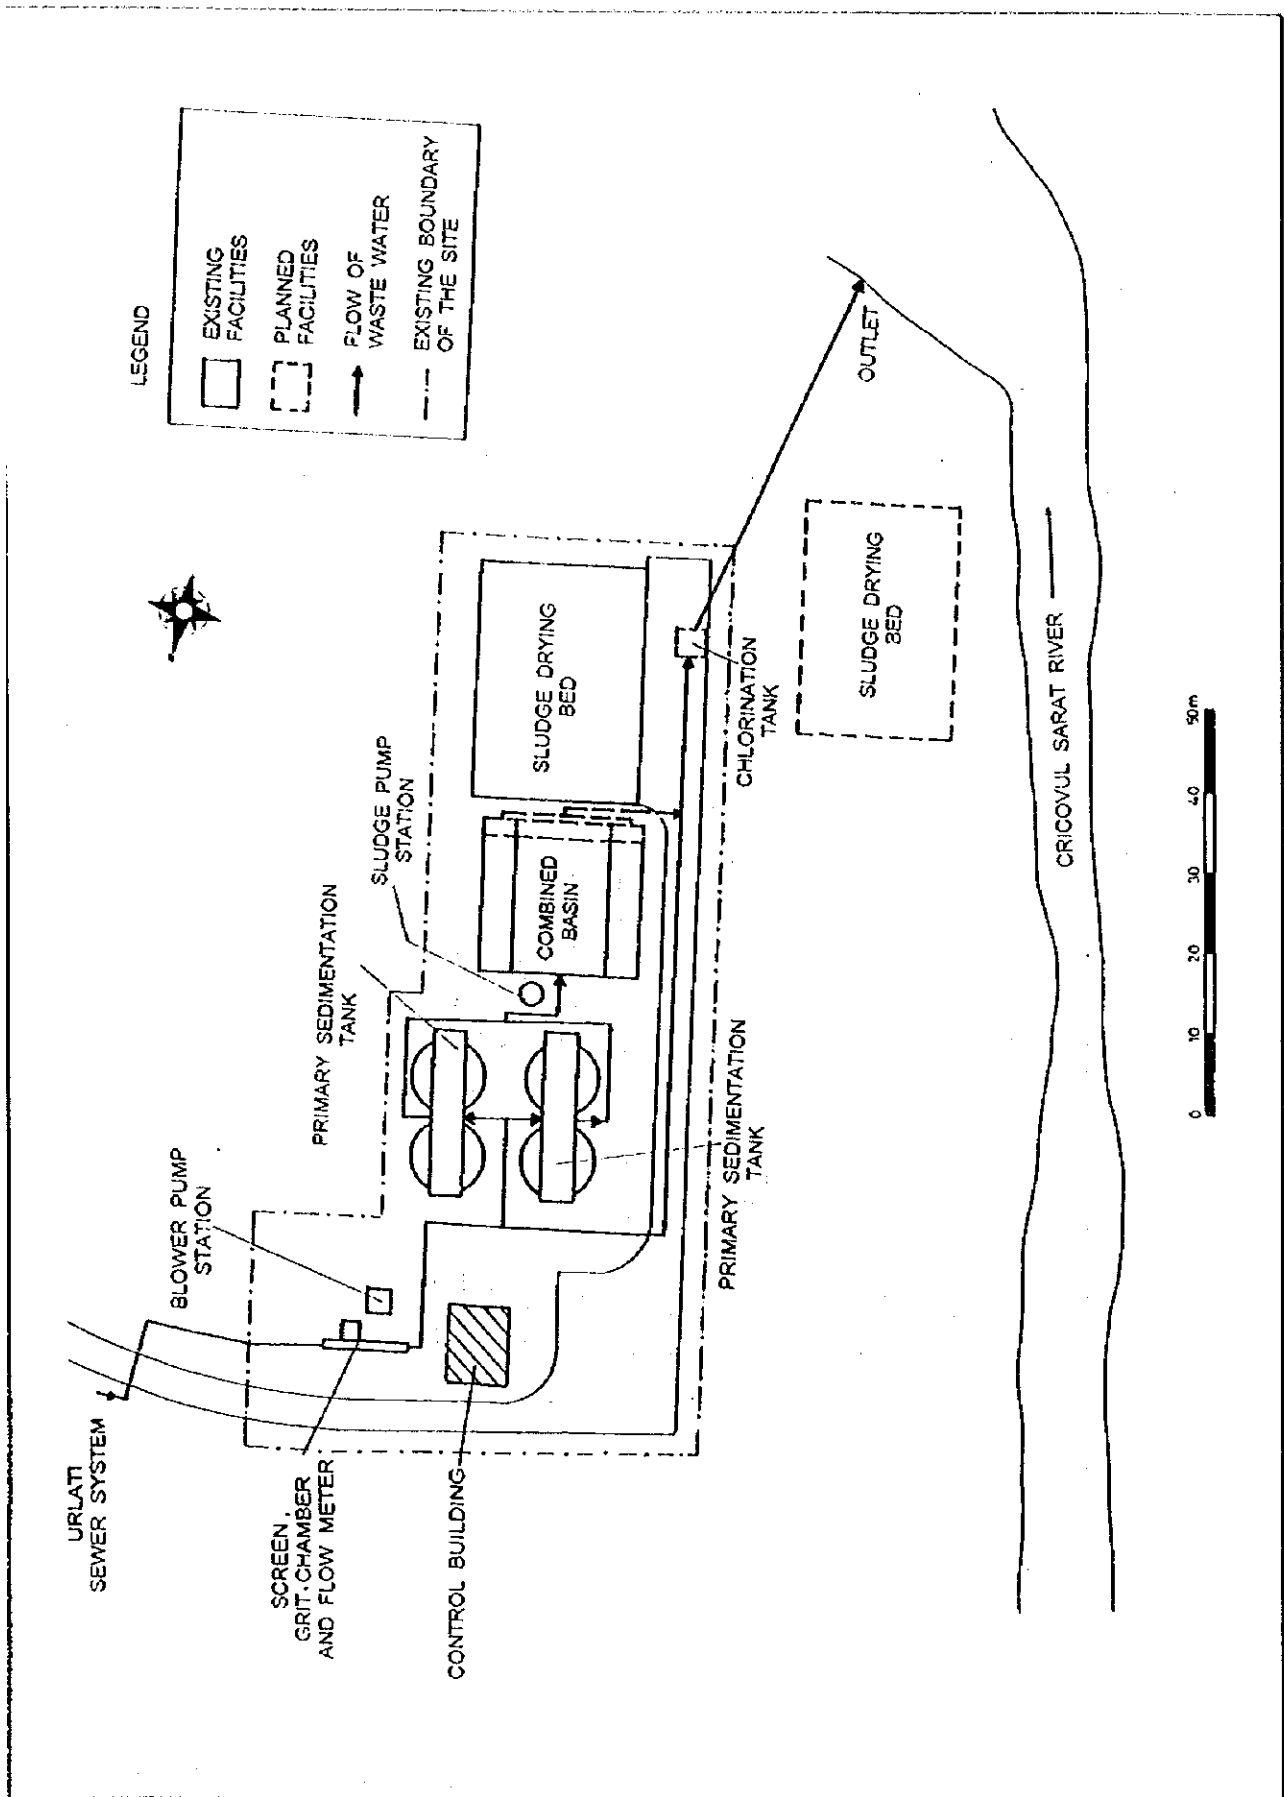 URLATI
SEWER SYSTEM
SCREEN,
GRIT-CHAMBER
AND FLOW METER
CONTROL BUILDING
BLOWER PUMP
STATION
PRIMARY SEDIMENTATION
TANK
SLUDGE PUMP
STATION
COMBINED
BASIN
SLUDGE DRYING
BED
PRIMARY SEDIMENTATION
TANK
CHLORINATION
TANK
SLUDGE DRYING
BED
OUTLET
CRICOVUL SARAT RIVER
0 10 20 30 40 50m
LEGEND
EXISTING
FACILITIES
PLANNED
FACILITIES
FLOW OF
WASTE WATER
EXISTING BOUNDARY
OF THE SITE